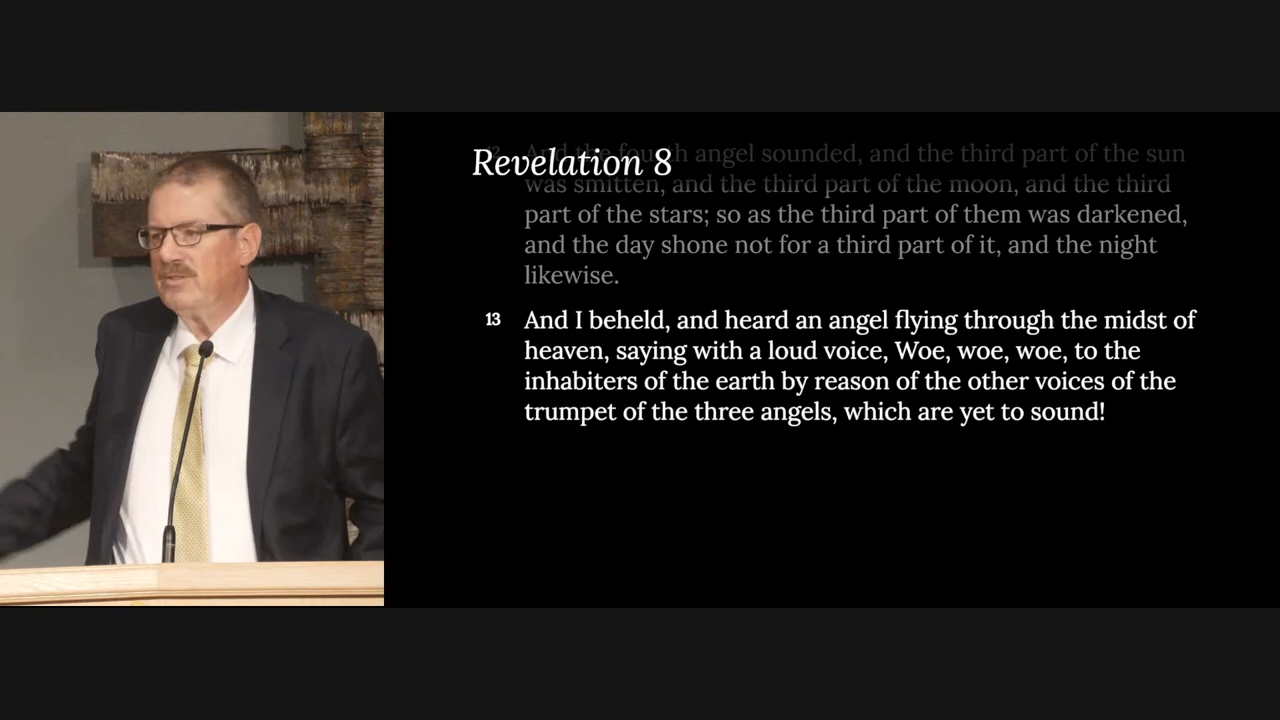 Revelation 8
12 And the fourth angel sounded, and the third part of the sun
was smitten, and the third part of the moon, and the third
part of the stars; so as the third part of them was darkened,
and the day shone not for a third part of it, and the night
likewise.
13 And I beheld, and heard an angel flying through the midst of
heaven, saying with a loud voice, Woe, woe, woe, to the
inhabiters of the earth by reason of the other voices of the
trumpet of the three angels, which are yet to sound!